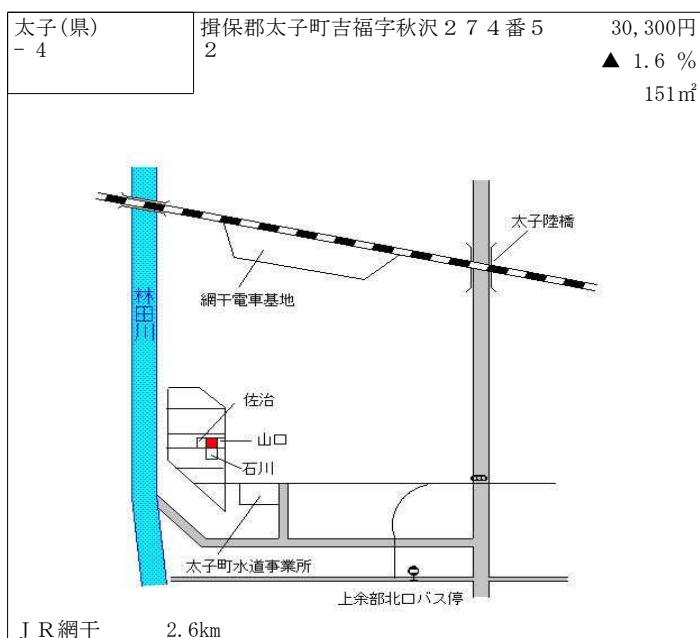 太子(県)
- 4
揖保郡太子町吉福字秋沢２７４番５
２
30,300円
▲ 1.6 %
151㎡
太子陸橋
網干電車基地
林田川
佐治
山口
石川
太子町水道事業所
上余部北口バス停
ＪＲ網干 2.6km